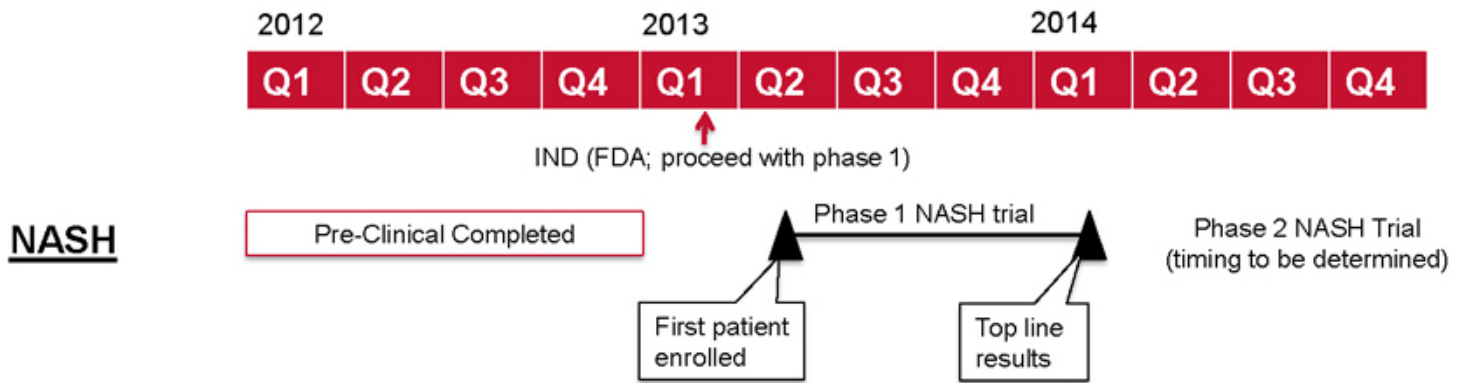 2012 2013 2014
Q1 Q2 Q3 Q4 Q1 Q2 Q3 Q4 Q1 Q2 Q3 Q4
IND (FDA; proceed with phase 1)
NASH
Pre-Clinical Completed
Phase 1 NASH trial
Phase 2 NASH Trial
(timing to be determined)
First patient
enrolled
Top line
results